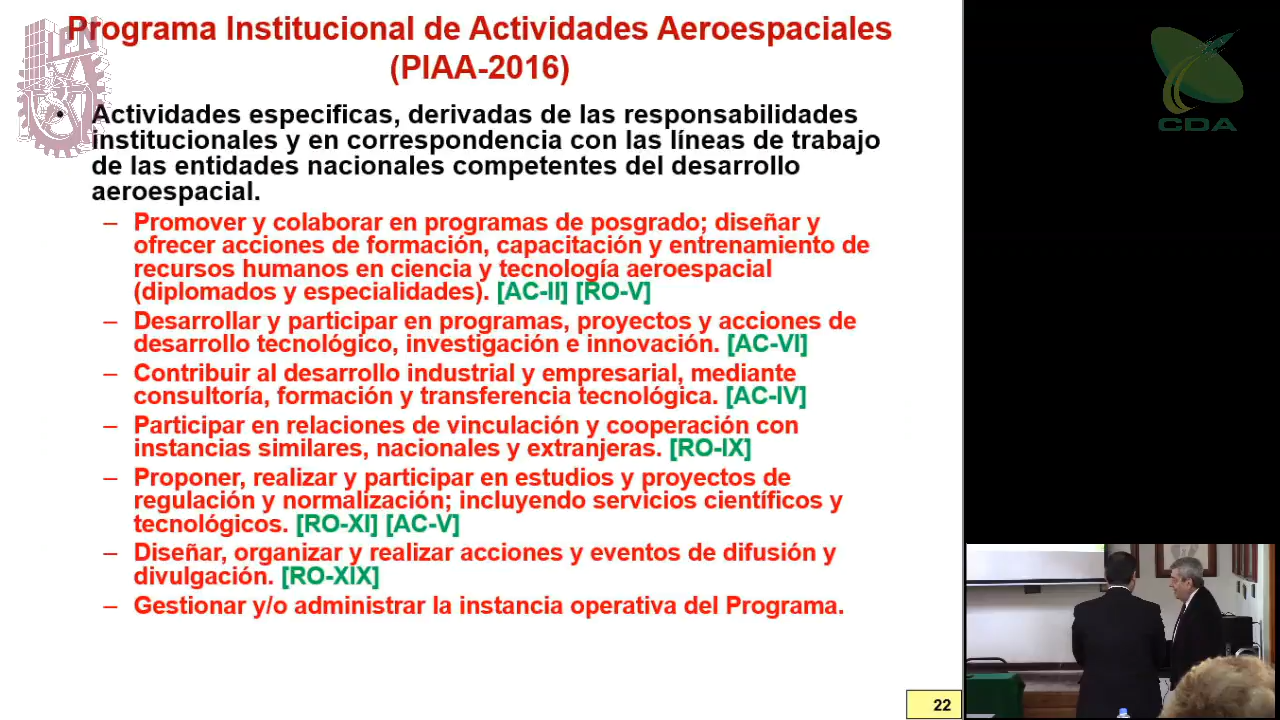 Programa Institucional de Actividades Aeroespaciales
(PIAA-2016)
IPN
CDA
• Actividades especificas, derivadas de las responsabilidades
institucionales y en correspondencia con las líneas de trabajo
de las entidades nacionales competentes del desarrollo
aeroespacial.
– Promover y colaborar en programas de posgrado; diseñar y
ofrecer acciones de formación, capacitación y entrenamiento de
recursos humanos en ciencia y tecnología aeroespacial
(diplomados y especialidades). [AC-II] [RO-V]
– Desarrollar y participar en programas, proyectos y acciones de
desarrollo tecnológico, investigación e innovación. [AC-VI]
– Contribuir al desarrollo industrial y empresarial, mediante
consultoría, formación y transferencia tecnológica. [AC-IV]
– Participar en relaciones de vinculación y cooperación con
instancias similares, nacionales y extranjeras. [RO-IX]
– Proponer, realizar y participar en estudios y proyectos de
regulación y normalización; incluyendo servicios científicos y
tecnológicos. [RO-XI] [AC-V]
– Diseñar, organizar y realizar acciones y eventos de difusión y
divulgación. [RO-XIX]
– Gestionar y/o administrar la instancia operativa del Programa.
22